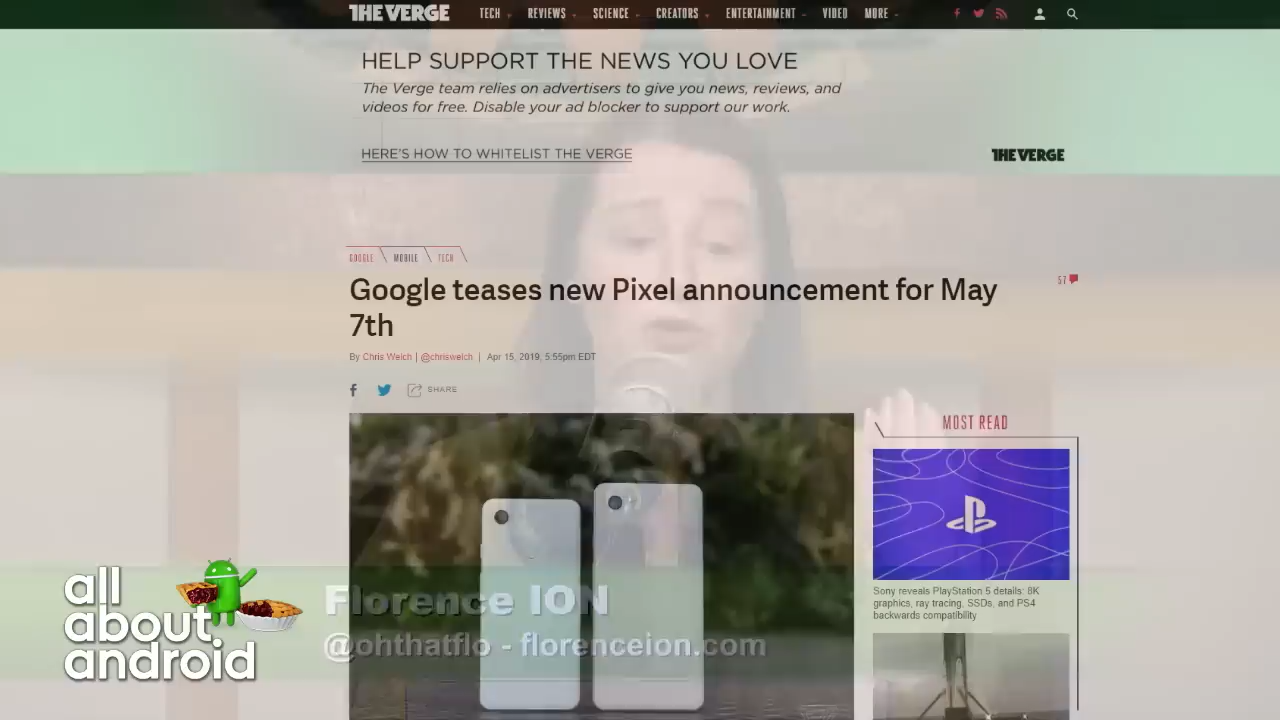 THE VERGE
TECH REVIEWS SCIENCE CREATORS ENTERTAINMENT VIDEO MORE
HELP SUPPORT THE NEWS YOU LOVE
The Verge team relies on advertisers to give you news, reviews, and
videos for free. Disable your ad blocker to support our work.
HERE'S HOW TO WHITELIST THE VERGE
THE VERGE
GOOGLE MOBILE TECH
Google teases new Pixel announcement for May
7th
57
By Chris Welch | @chriswelch | Apr 15, 2019, 5:55pm EDT
SHARE
MOST READ
Sony reveals PlayStation 5 details: 8K
graphics, ray tracing, SSDs, and PS4
backwards compatibility
all
about
android
Florence ION
@ohthatflo - florenceion.com